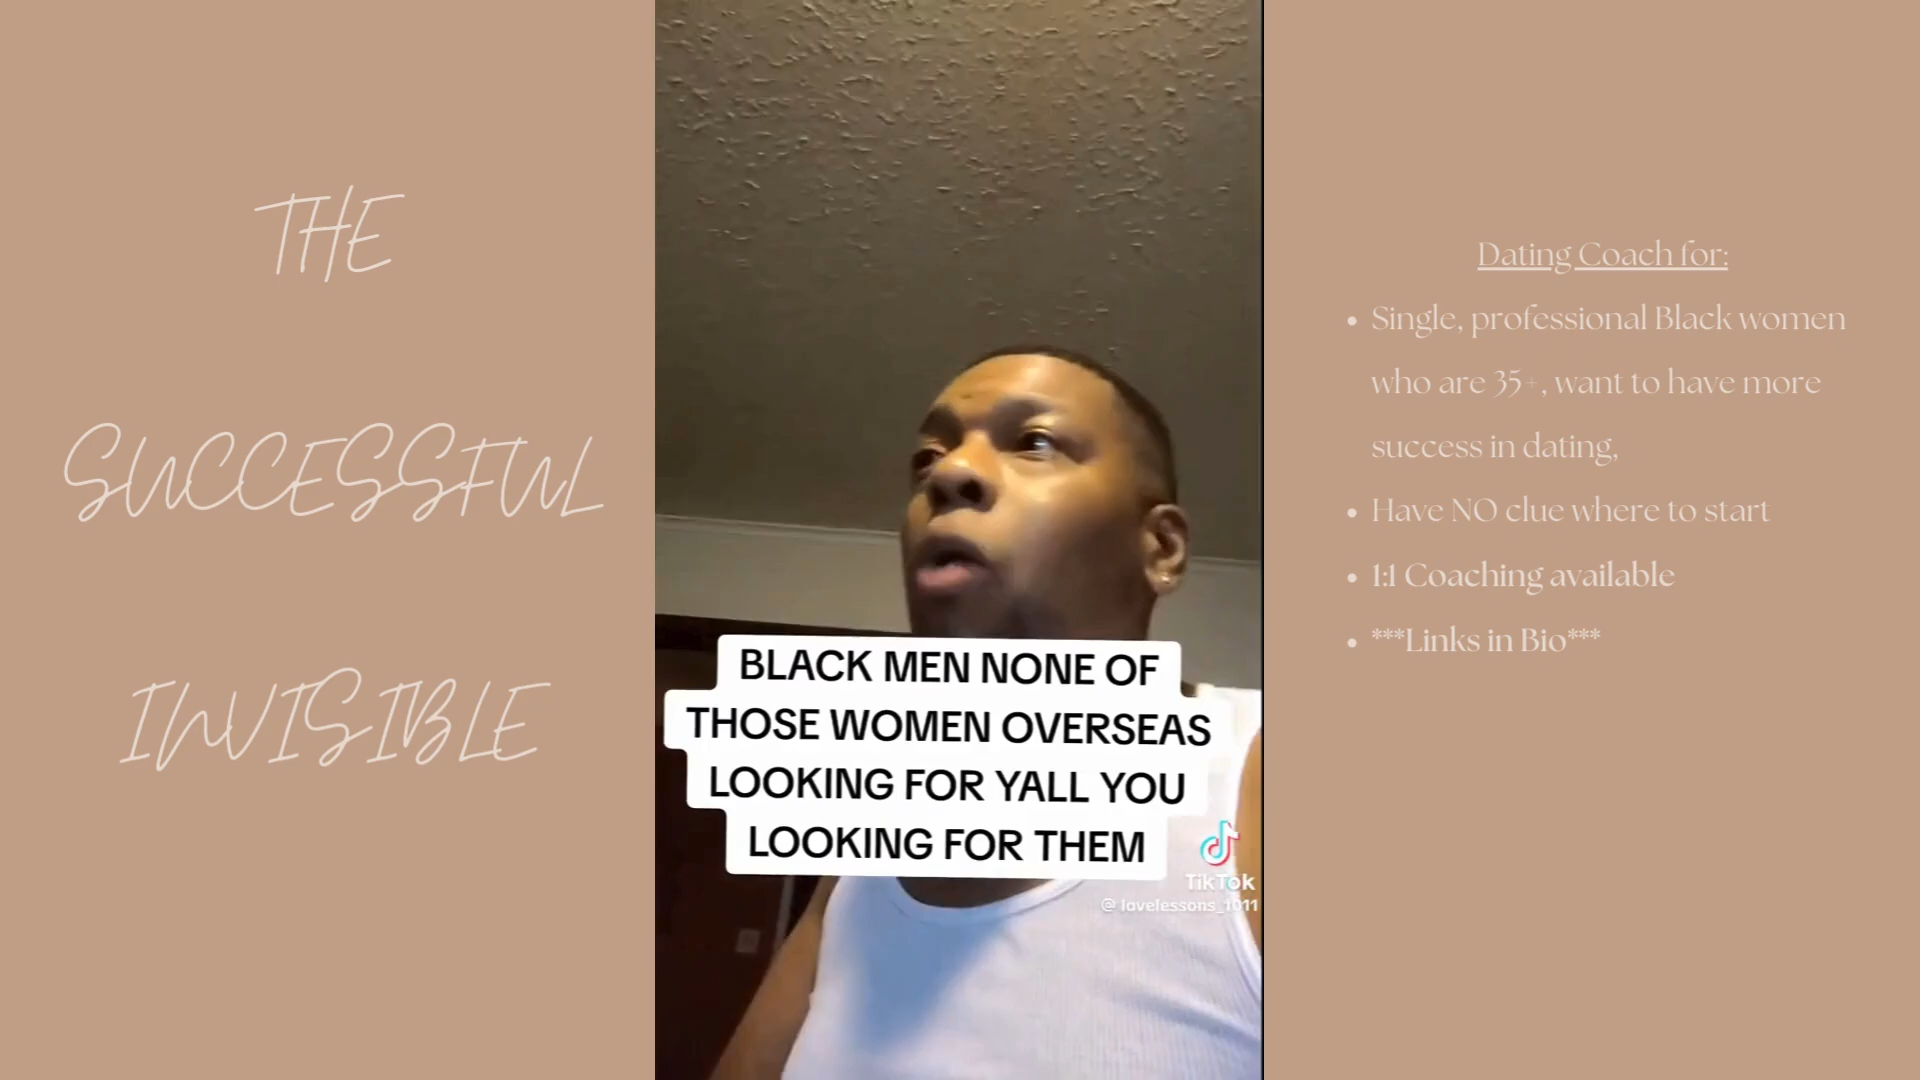 THE
SUCCESSFUL
INVISIBLE
BLACK MEN NONE OF
THOSE WOMEN OVERSEAS
LOOKING FOR YALL YOU
LOOKING FOR THEM
TikTok
@ lovelessons_1011
Dating Coach for:
• Single, professional Black women
who are 35+, want to have more
success in dating,
• Have NO clue where to start
• 1:1 Coaching available
• ***Links in Bio***